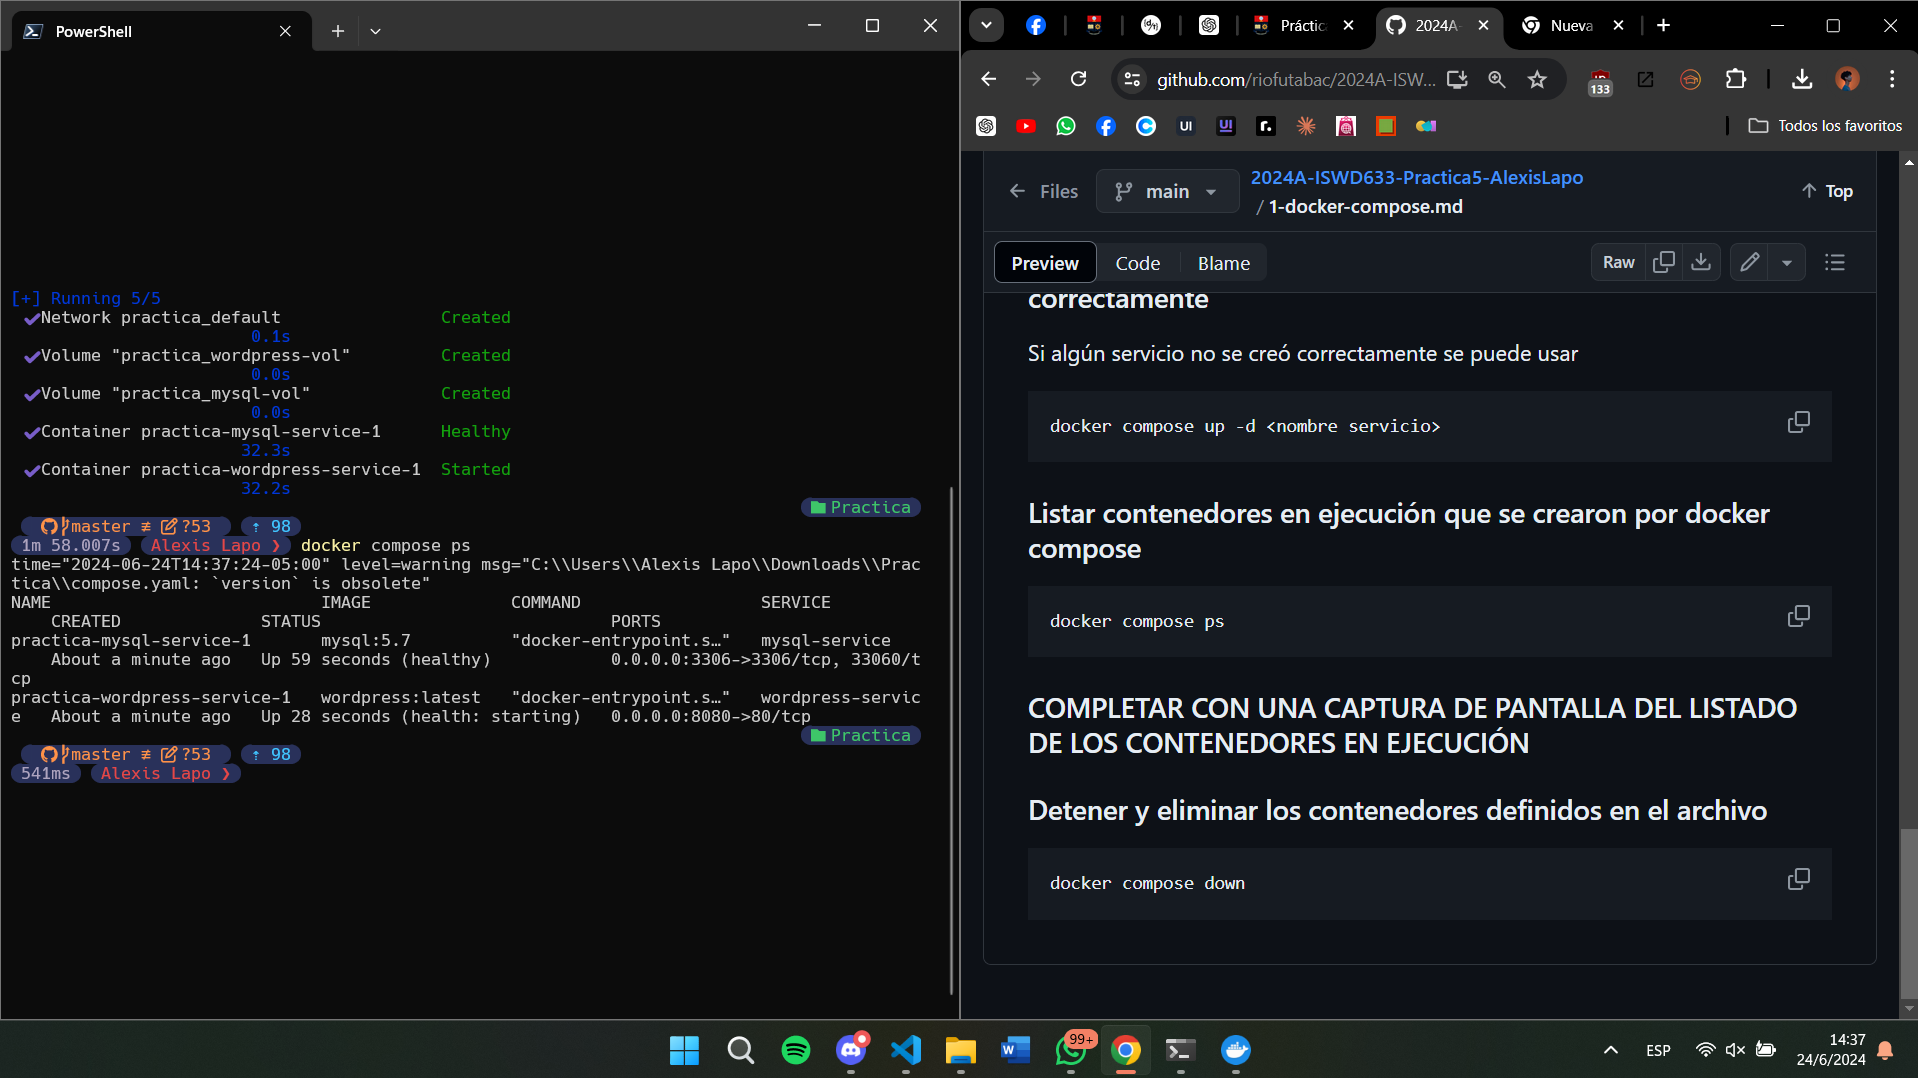 PowerShell
[+] Running 5/5
Network practica_default Created
0.1s
Volume "practica_wordpress-vol" Created
0.0s
Volume "practica_mysql-vol" Created
0.0s
Container practica-mysql-service-1 Healthy
32.3s
Container practica-wordpress-service-1 Started
32.2s
Practica
master ≢ ?53 ↑ 98
1m 58.007s Alexis Lapo ❯ docker compose ps
time="2024-06-24T14:37:24-05:00" level=warning msg="C:\\Users\\Alexis Lapo\\Downloads\\Prac
tica\\compose.yaml: `version` is obsolete"
NAME IMAGE COMMAND SERVICE
CREATED STATUS PORTS
practica-mysql-service-1 mysql:5.7 "docker-entrypoint.s…" mysql-service
About a minute ago Up 59 seconds (healthy) 0.0.0.0:3306->3306/tcp, 33060/t
cp
practica-wordpress-service-1 wordpress:latest "docker-entrypoint.s…" wordpress-servic
e About a minute ago Up 28 seconds (health: starting) 0.0.0.0:8080->80/tcp
Practica
master ≢ ?53 ↑ 98
541ms Alexis Lapo ❯
Práctic
2024A-
Nueva
github.com/riofutabac/2024A-ISW...
133
Todos los favoritos
Files
main
2024A-ISWD633-Practica5-AlexisLapo
/ 1-docker-compose.md
Top
Preview
Code
Blame
Raw
correctamente
Si algún servicio no se creó correctamente se puede usar
docker compose up -d <nombre servicio>
Listar contenedores en ejecución que se crearon por docker
compose
docker compose ps
COMPLETAR CON UNA CAPTURA DE PANTALLA DEL LISTADO
DE LOS CONTENEDORES EN EJECUCIÓN
Detener y eliminar los contenedores definidos en el archivo
docker compose down
99+
ESP
14:37
24/6/2024